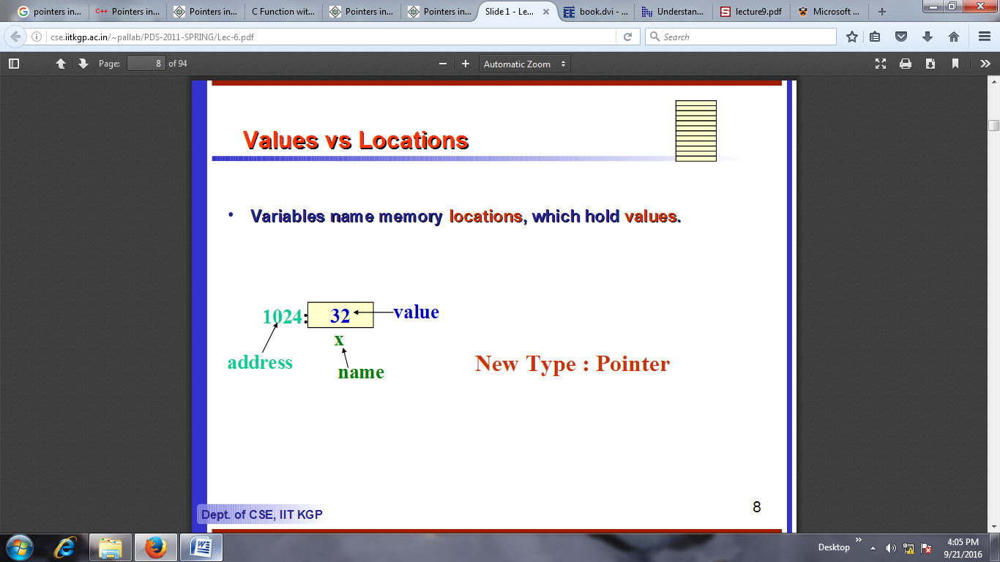 pointers in...
Pointers in...
Pointers in...
C Function wit...
Pointers in...
Pointers in...
Slide 1 - Le...
book.dvi - ...
Understan...
lecture9.pdf
Microsoft ...
cse.iitkgp.ac.in/~pallab/PDS-2011-SPRING/Lec-6.pdf
Search
Page: 8 of 94
Automatic Zoom
Values vs Locations
• Variables name memory locations, which hold values.
1024: 32 value
x
address
name
New Type : Pointer
8
Dept. of CSE, IIT KGP
Desktop
4:05 PM
9/21/2016